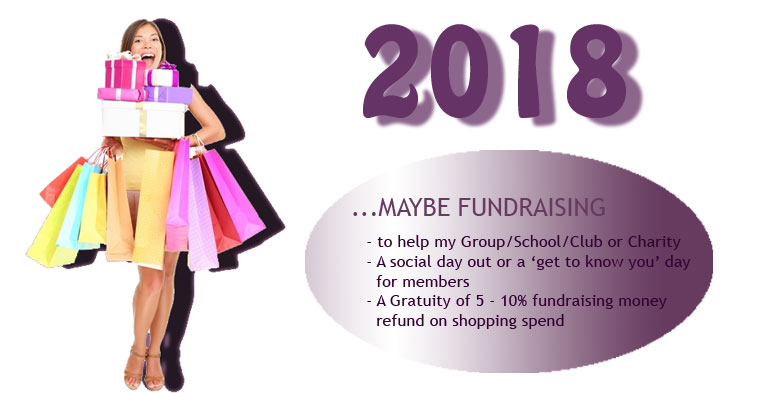 2018
...MAYBE FUNDRAISING
- to help my Group/School/Club or Charity
- A social day out or a ‘get to know you’ day
for members
- A Gratuity of 5 - 10% fundraising money
refund on shopping spend